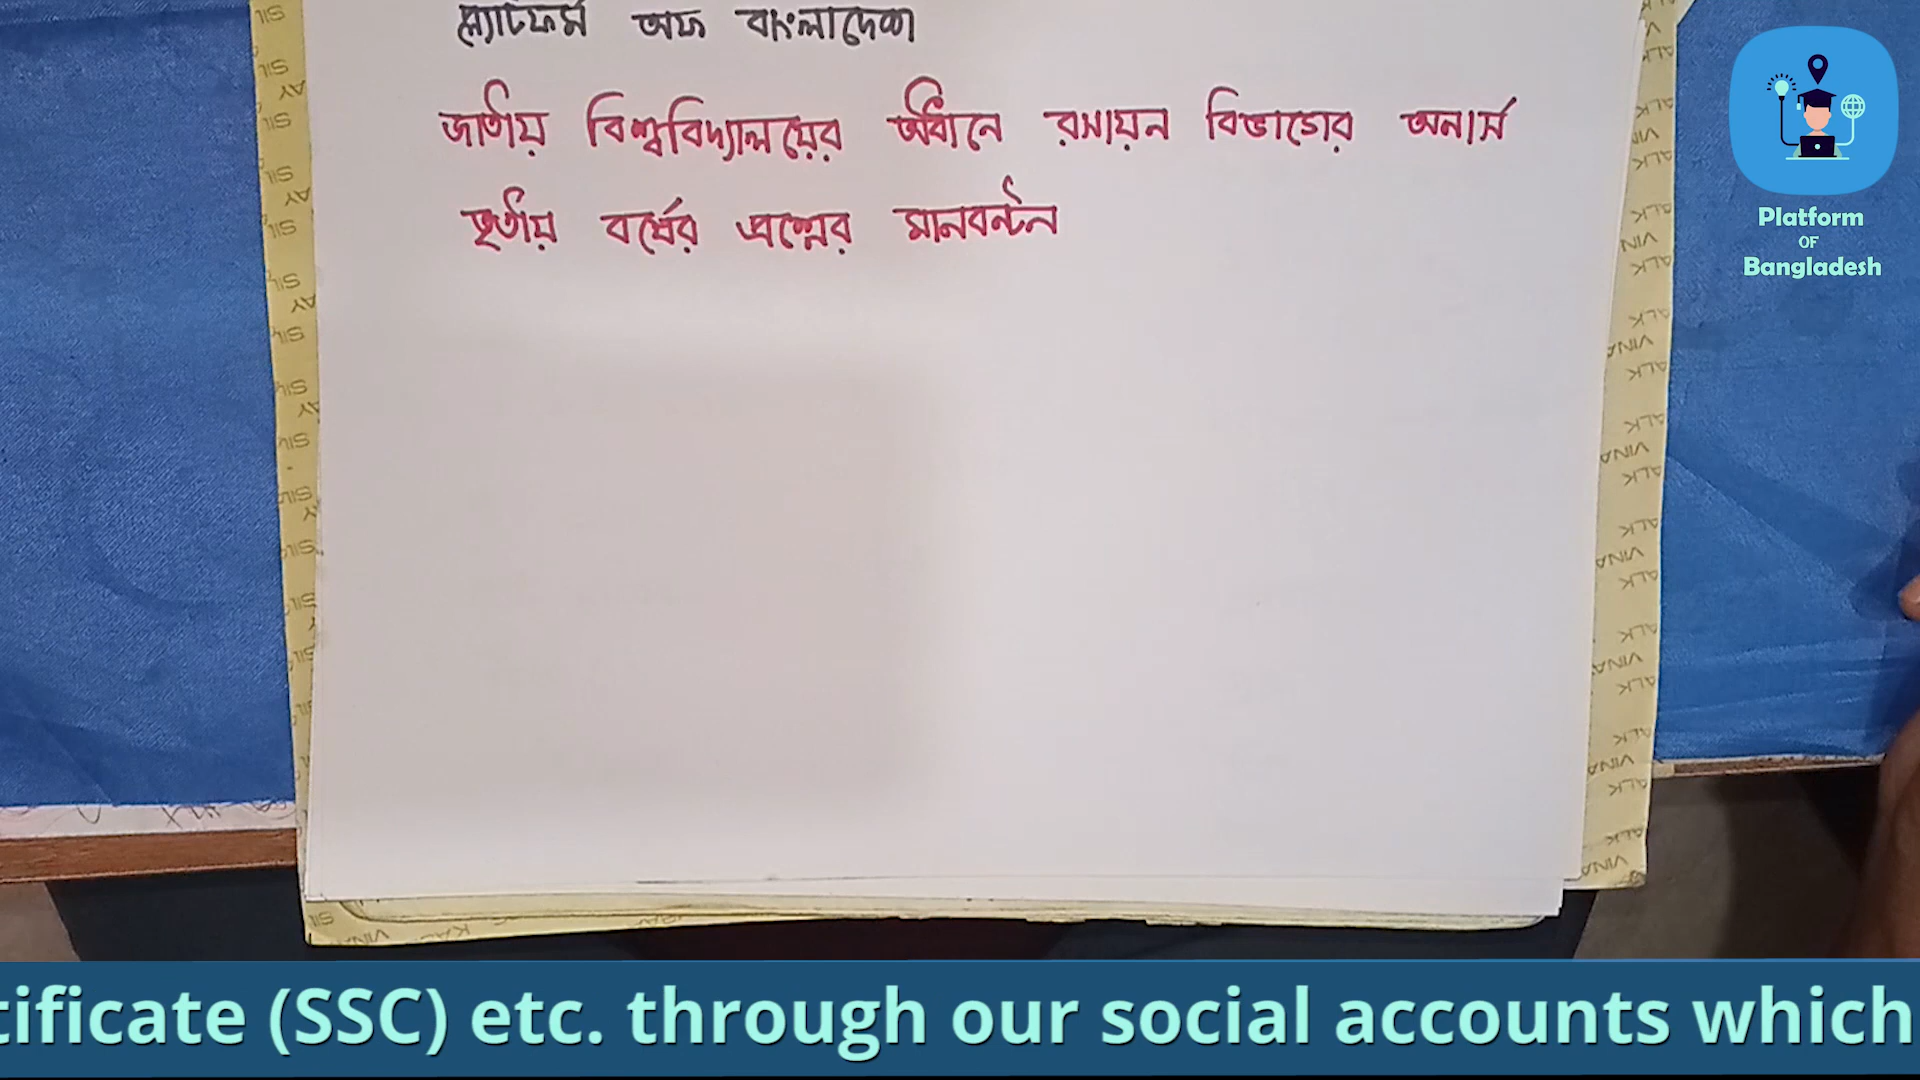 প্ল্যাটফর্ম অফ বাংলাদেশ
জাতীয় বিশ্ববিদ্যালয়ের অধীনে রসায়ন বিভাগের অনার্স
তৃতীয় বর্ষের প্রশ্নের মানবন্টন
Platform
OF
Bangladesh
tificate (SSC) etc. through our social accounts which